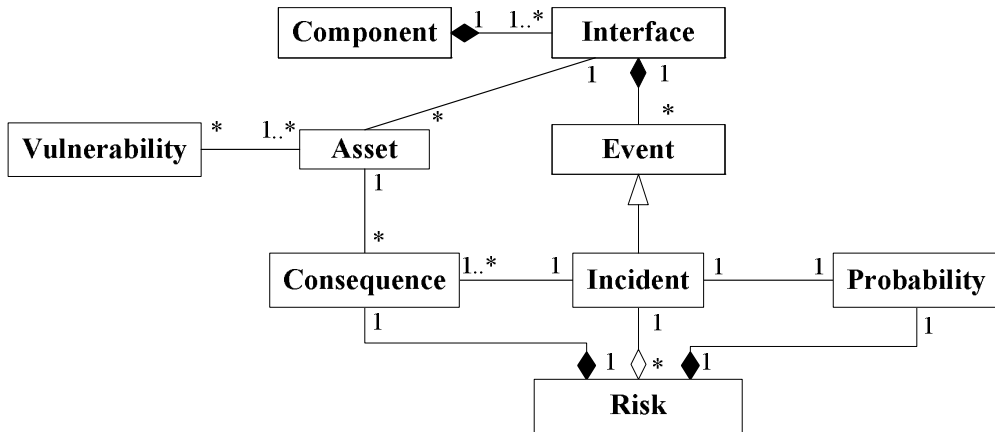 Component 1 1..* Interface
1 1
* *
Vulnerability * 1..* Asset Event
1
*
Consequence 1..* 1 Incident 1 1 Probability
1 1 1
1 * 1
Risk